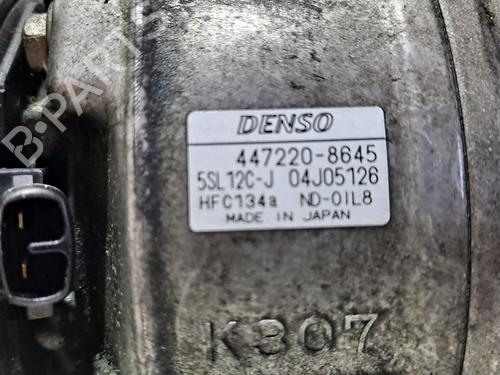 B-PARTS
DENSO
447220-8645
5SL12C-J 04J05126
HFC134a ND-OIL8
MADE IN JAPAN
K307